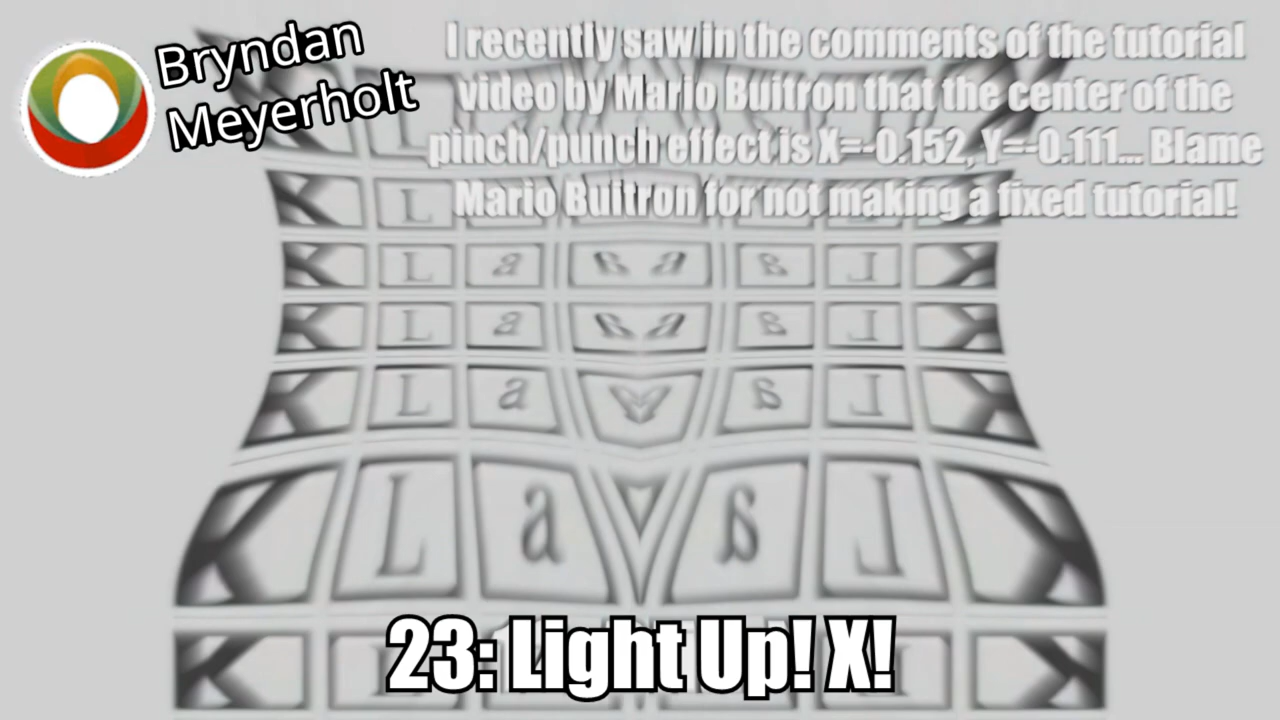 Bryndan
Meyerholt
I recently saw in the comments of the tutorial
video by Mario Buitron that the center of the
pinch/punch effect is X=-0.152, Y=-0.111... Blame
Mario Buitron for not making a fixed tutorial!
K L a
K L a
K L a
K L a
K L a
23: Light Up! X!